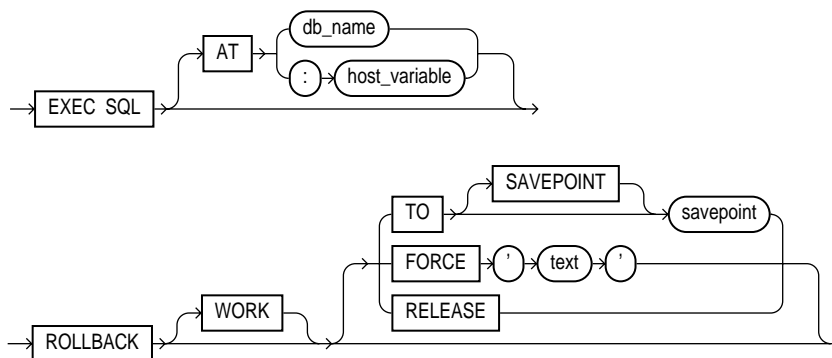 db_name
AT
: host_variable
EXEC SQL
SAVEPOINT
TO savepoint
FORCE ' text '
WORK RELEASE
ROLLBACK